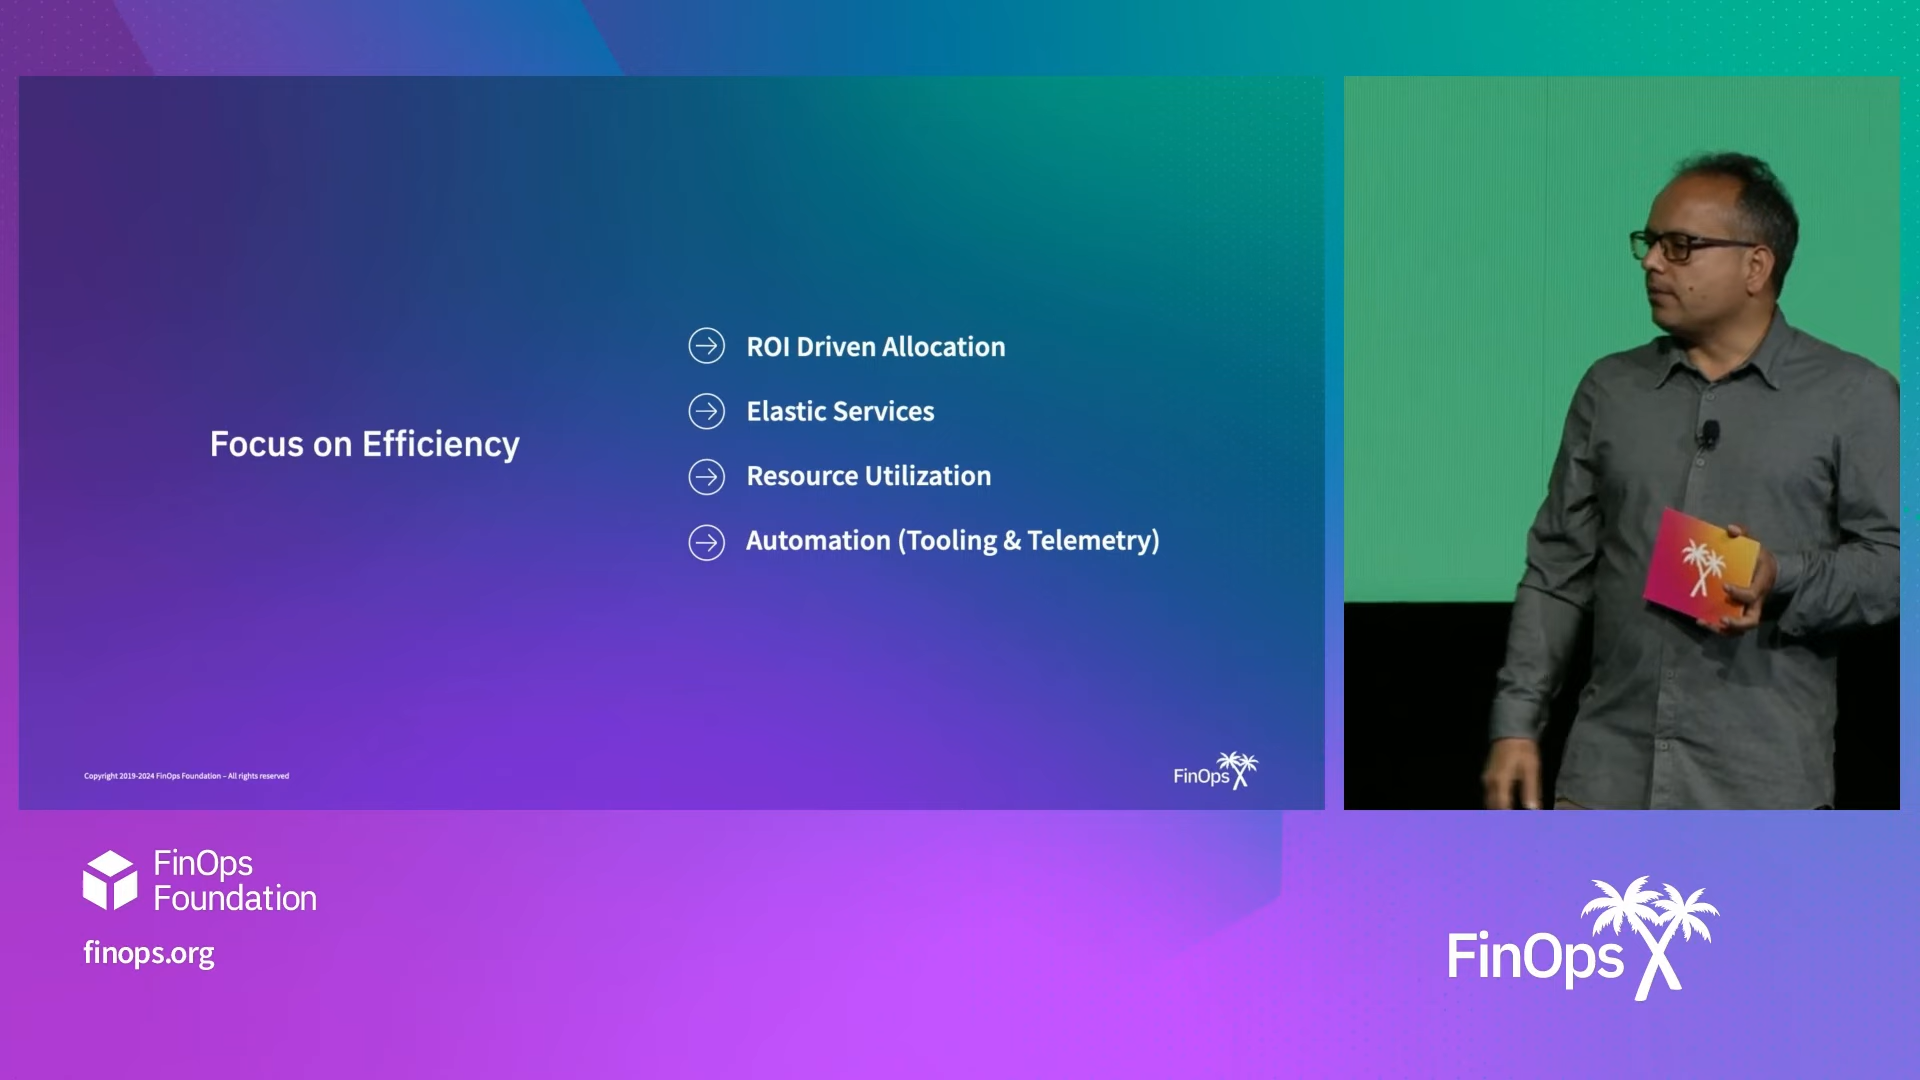 Focus on Efficiency
ROI Driven Allocation
Elastic Services
Resource Utilization
Automation (Tooling & Telemetry)
Copyright 2019-2024 FinOps Foundation – All rights reserved
FinOps X
FinOps
Foundation
finops.org
FinOps X